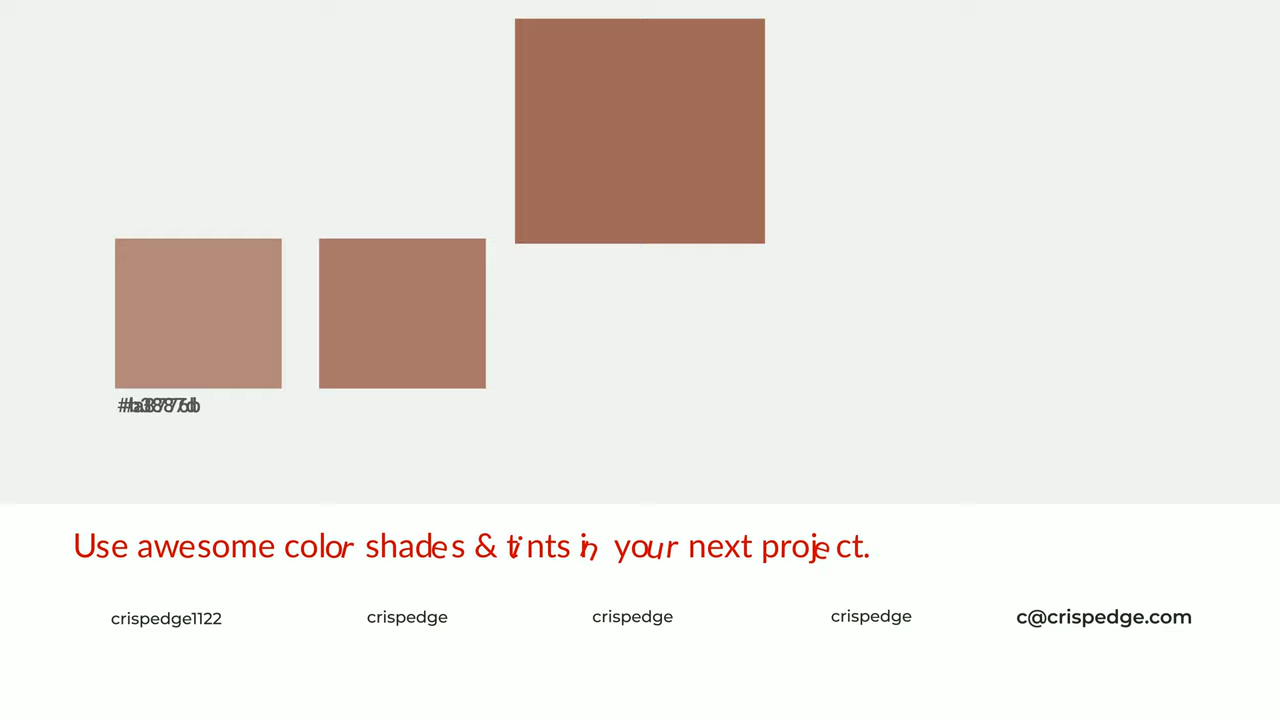 Use awesome color shades & tints in your next project.
crispedge1122 crispedge crispedge crispedge c@crispedge.com